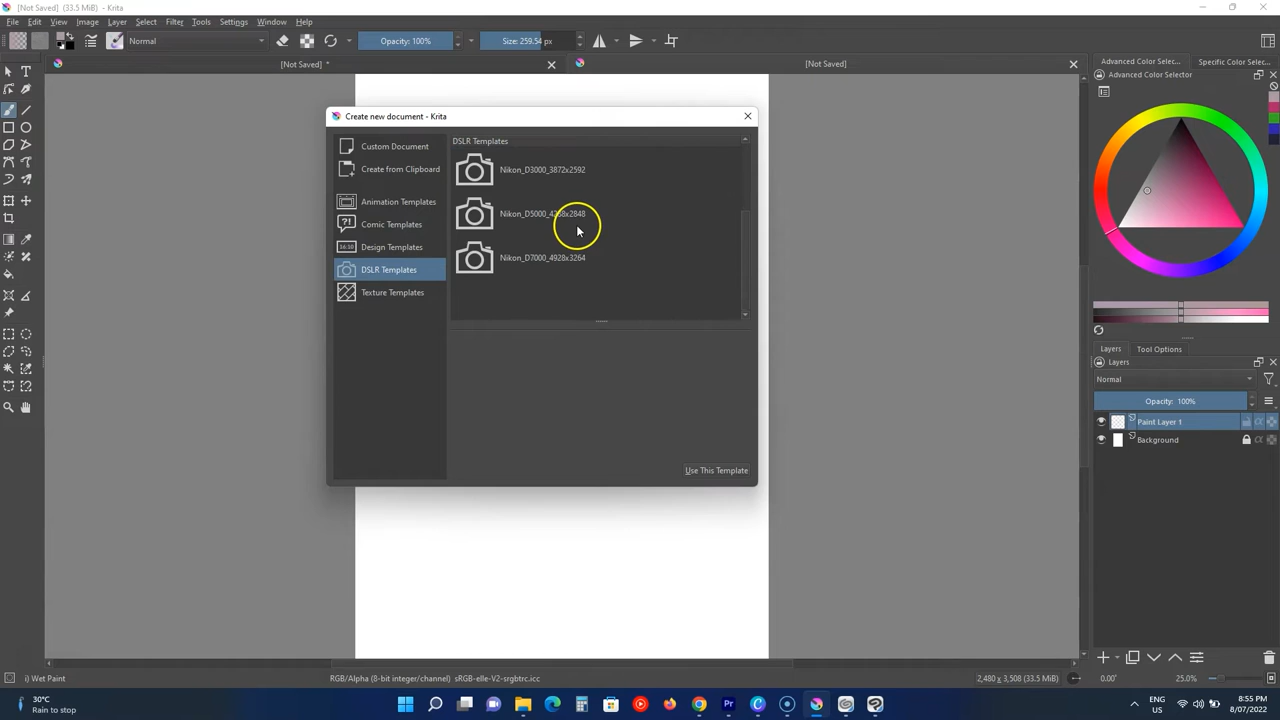 [Not Saved] (33.5 MiB) - Krita
File Edit View Image Layer Select Filter Tools Settings Window Help
Normal Opacity: 100% Size: 259.54 px
[Not Saved] * [Not Saved]
Advanced Color Selec... Specific Color Selec...
Advanced Color Selector
Create new document - Krita
Custom Document
Create from Clipboard
Animation Templates
Comic Templates
16:10 Design Templates
DSLR Templates
Texture Templates
DSLR Templates
Nikon_D3000_3872x2592
Nikon_D5000_4288x2848
Nikon_D7000_4928x3264
Use This Template
Layers Tool Options
Layers
Normal
Opacity: 100%
Paint Layer 1
Background
i) Wet Paint RGB/Alpha (8-bit integer/channel) sRGB-elle-V2-srgbtrc.icc 2,480 x 3,508 (33.5 MiB) 0.00° 25.0%
30°C
Rain to stop
ENG
US
8:55 PM
8/07/2022